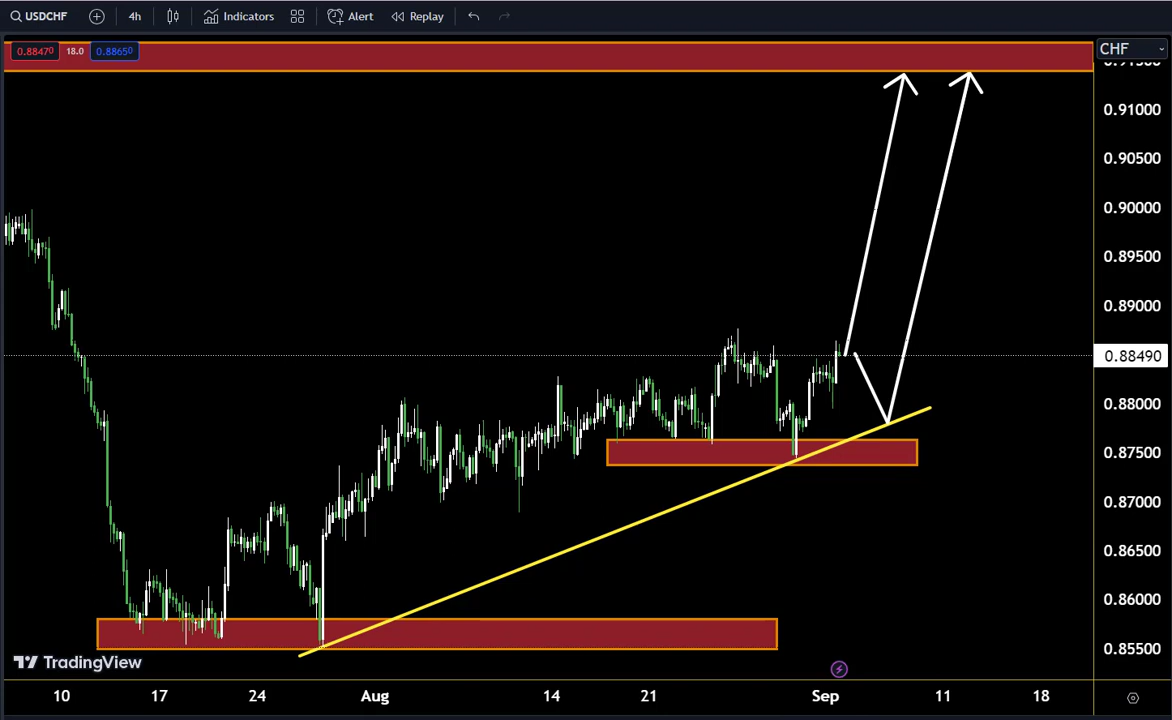 USDCHF 4h Indicators Alert Replay
0.88470 18.0 0.88650
CHF
0.91500
0.91000
0.90500
0.90000
0.89500
0.89000
0.88490
0.88000
0.87500
0.87000
0.86500
0.86000
0.85500
TradingView
10 17 24 Aug 14 21 Sep 11 18